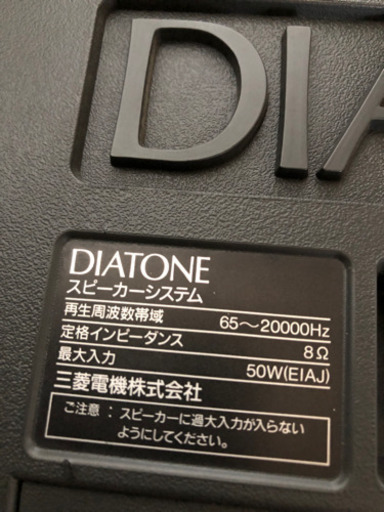 DIA
DIATONE
スピーカーシステム
再生周波数帯域 65～20000Hz
定格インピーダンス 8Ω
最大入力 50W(EIAJ)
三菱電機株式会社
ご注意：スピーカーに過大入力が入らない
ようにしてください。